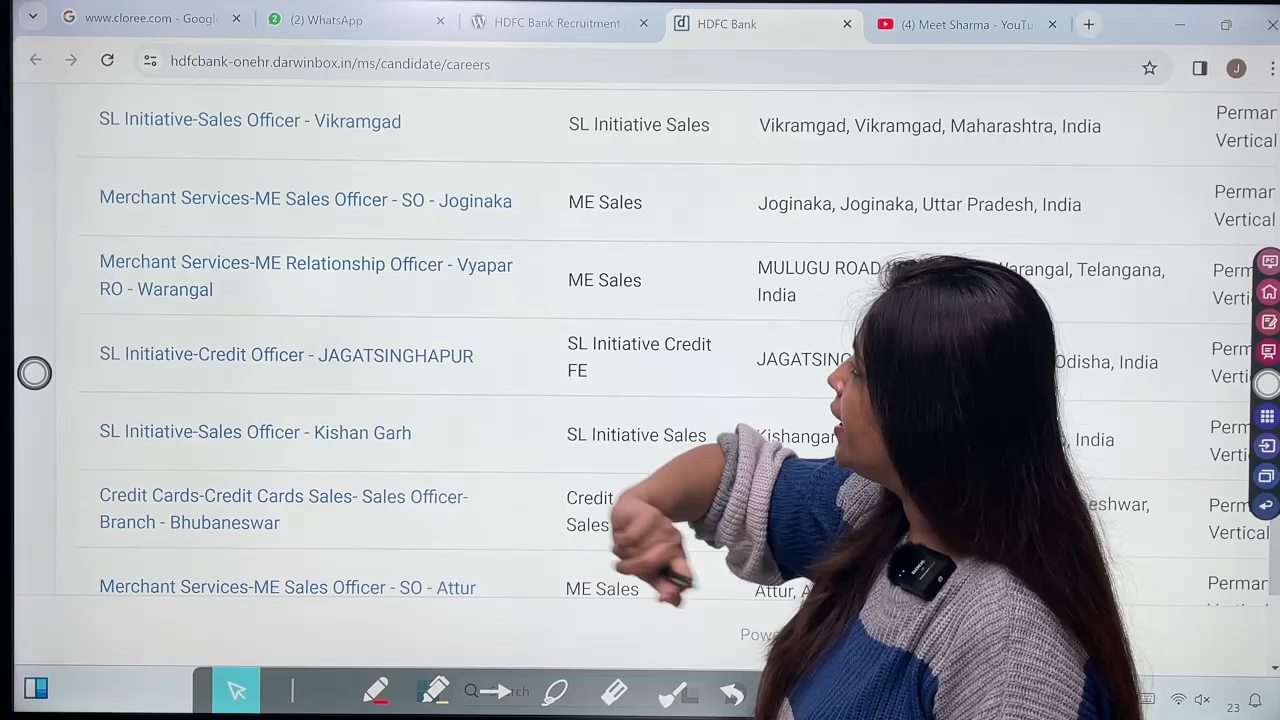 www.cloree.com - Googl
(2) WhatsApp
HDFC Bank Recruitment
HDFC Bank
(4) Meet Sharma - YouTu
hdfcbank-onehr.darwinbox.in/ms/candidate/careers
J
SL Initiative-Sales Officer - Vikramgad
SL Initiative Sales
Vikramgad, Vikramgad, Maharashtra, India
Perman
Vertical
Merchant Services-ME Sales Officer - SO - Joginaka
ME Sales
Joginaka, Joginaka, Uttar Pradesh, India
Perman
Vertical
Merchant Services-ME Relationship Officer - Vyapar
RO - Warangal
ME Sales
MULUGU ROAD Warangal, Telangana,
India
Perm
Verti
SL Initiative-Credit Officer - JAGATSINGHAPUR
SL Initiative Credit
FE
JAGATSING Odisha, India
Perm
Verti
SL Initiative-Sales Officer - Kishan Garh
SL Initiative Sales
Kishangar , India
Perm
Verti
Credit Cards-Credit Cards Sales- Sales Officer-
Branch - Bhubaneswar
Credit
Sales
eshwar,
Perm
Vertical
Merchant Services-ME Sales Officer - SO - Attur
ME Sales
Attur, A
Perman
Powe
23